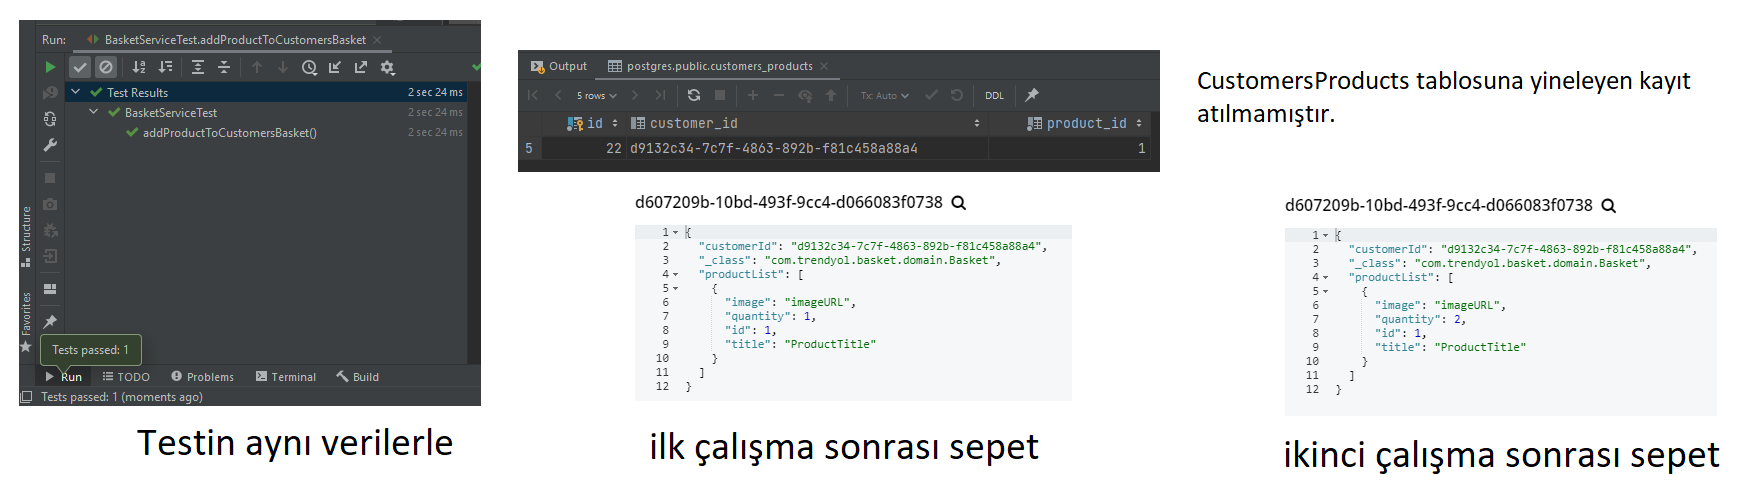 Run: BasketServiceTest.addProductToCustomersBasket
Test Results 2 sec 24 ms
BasketServiceTest 2 sec 24 ms
addProductToCustomersBasket() 2 sec 24 ms
Structure
Favorites
Tests passed: 1
Run TODO Problems Terminal Build
Tests passed: 1 (moments ago)
Testin aynı verilerle
Output postgres.public.customers_products
5 rows Tx: Auto DDL
id customer_id product_id
5 22 d9132c34-7c7f-4863-892b-f81c458a88a4 1
d607209b-10bd-493f-9cc4-d066083f0738
1 {
2 "customerId": "d9132c34-7c7f-4863-892b-f81c458a88a4",
3 "_class": "com.trendyol.basket.domain.Basket",
4 "productList": [
5 {
6 "image": "imageURL",
7 "quantity": 1,
8 "id": 1,
9 "title": "ProductTitle"
10 }
11 ]
12 }
ilk çalışma sonrası sepet
CustomersProducts tablosuna yineleyen kayıt
atılmamıştır.
d607209b-10bd-493f-9cc4-d066083f0738
1 {
2 "customerId": "d9132c34-7c7f-4863-892b-f81c458a88a4",
3 "_class": "com.trendyol.basket.domain.Basket",
4 "productList": [
5 {
6 "image": "imageURL",
7 "quantity": 2,
8 "id": 1,
9 "title": "ProductTitle"
10 }
11 ]
12 }
ikinci çalışma sonrası sepet